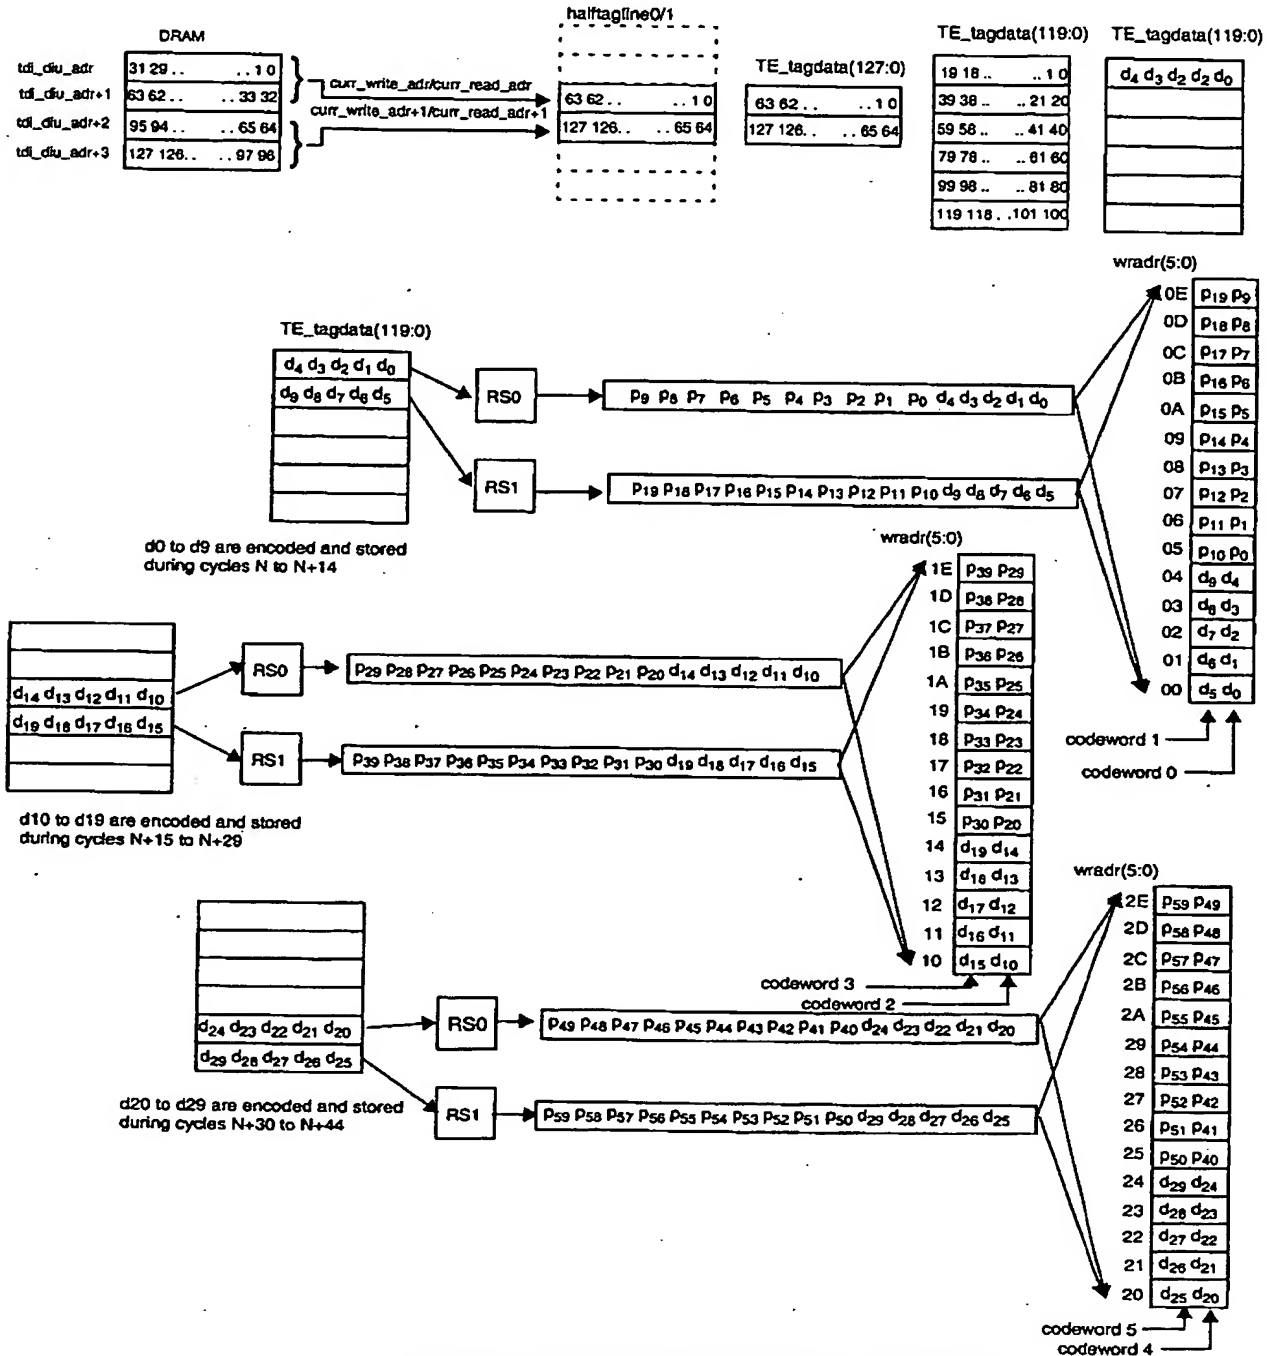 halftagline0/1
DRAM
TE_tagdata(119:0)
TE_tagdata(119:0)
tdi_diu_adr
31 29 . . . . 1 0
tdi_diu_adr+1
63 62 . . . . 33 32
tdi_diu_adr+2
95 94 . . . . 65 64
tdi_diu_adr+3
127 126. . . . 97 96
curr_write_adr/curr_read_adr
curr_write_adr+1/curr_read_adr+1
63 62 . . . . 1 0
127 126. . . . 65 64
TE_tagdata(127:0)
63 62 . . . . 1 0
127 126. . . . 65 64
19 18 .. .. 1 0
39 38 .. .. 21 20
59 58 .. .. 41 40
79 78 .. .. 61 60
99 98 .. .. 81 80
119 118 . . 101 100
d4 d3 d2 d2 d0
TE_tagdata(119:0)
d4 d3 d2 d1 d0
d9 d8 d7 d6 d5
RS0
p9 p8 p7 p6 p5 p4 p3 p2 p1 p0 d4 d3 d2 d1 d0
RS1
p19 p18 p17 p16 p15 p14 p13 p12 p11 p10 d9 d8 d7 d6 d5
d0 to d9 are encoded and stored
during cycles N to N+14
wradr(5:0)
0E p19 p9
0D p18 p8
0C p17 p7
0B p16 p6
0A p15 p5
09 p14 p4
08 p13 p3
07 p12 p2
06 p11 p1
05 p10 p0
04 d9 d4
03 d8 d3
02 d7 d2
01 d6 d1
00 d5 d0
codeword 1
codeword 0
d14 d13 d12 d11 d10
d19 d18 d17 d16 d15
RS0
p29 p28 p27 p26 p25 p24 p23 p22 p21 p20 d14 d13 d12 d11 d10
RS1
p39 p38 p37 p36 p35 p34 p33 p32 p31 p30 d19 d18 d17 d16 d15
d10 to d19 are encoded and stored
during cycles N+15 to N+29
wradr(5:0)
1E p39 p29
1D p38 p28
1C p37 p27
1B p36 p26
1A p35 p25
19 p34 p24
18 p33 p23
17 p32 p22
16 p31 p21
15 p30 p20
14 d19 d14
13 d18 d13
12 d17 d12
11 d16 d11
10 d15 d10
codeword 3
codeword 2
d24 d23 d22 d21 d20
d29 d28 d27 d26 d25
RS0
p49 p48 p47 p46 p45 p44 p43 p42 p41 p40 d24 d23 d22 d21 d20
RS1
p59 p58 p57 p56 p55 p54 p53 p52 p51 p50 d29 d28 d27 d26 d25
d20 to d29 are encoded and stored
during cycles N+30 to N+44
wradr(5:0)
2E p59 p49
2D p58 p48
2C p57 p47
2B p56 p46
2A p55 p45
29 p54 p44
28 p53 p43
27 p52 p42
26 p51 p41
25 p50 p40
24 d29 d24
23 d28 d23
22 d27 d22
21 d26 d21
20 d25 d20
codeword 5
codeword 4